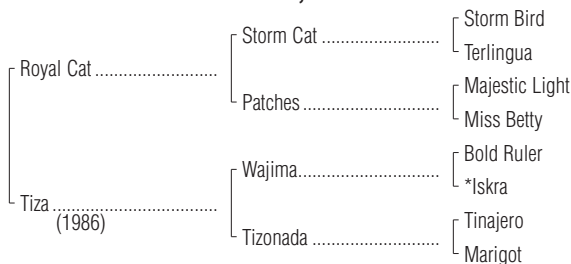 Storm Bird
Storm Cat ........................
Terlingua
Royal Cat ..........................
Majestic Light
Patches ...........................
Miss Betty
Bold Ruler
Wajima............................
*Iskra
Tiza ...................................
(1986)
Tinajero
Tizonada .........................
Marigot